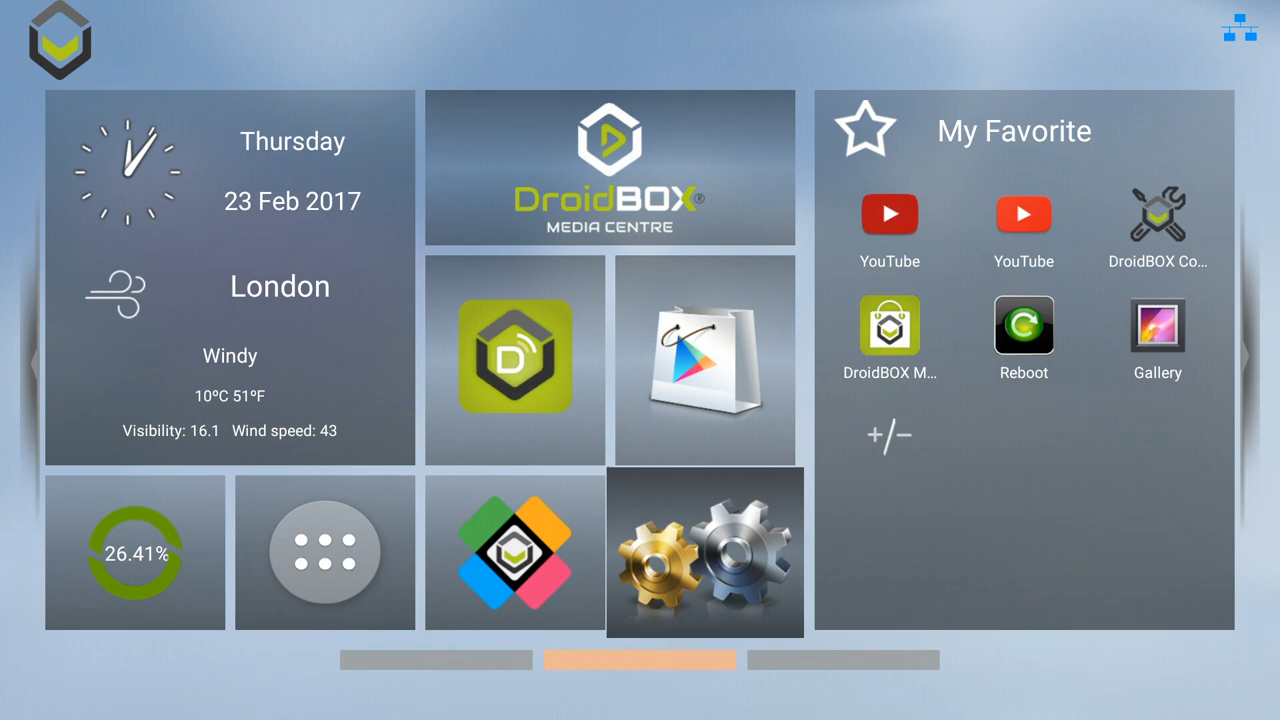 Thursday
23 Feb 2017
London
Windy
10ºC 51ºF
Visibility: 16.1 Wind speed: 43
26.41%
DroidBOX®
MEDIA CENTRE
D
My Favorite
YouTube
YouTube
DroidBOX Co...
DroidBOX M...
Reboot
Gallery
+/−